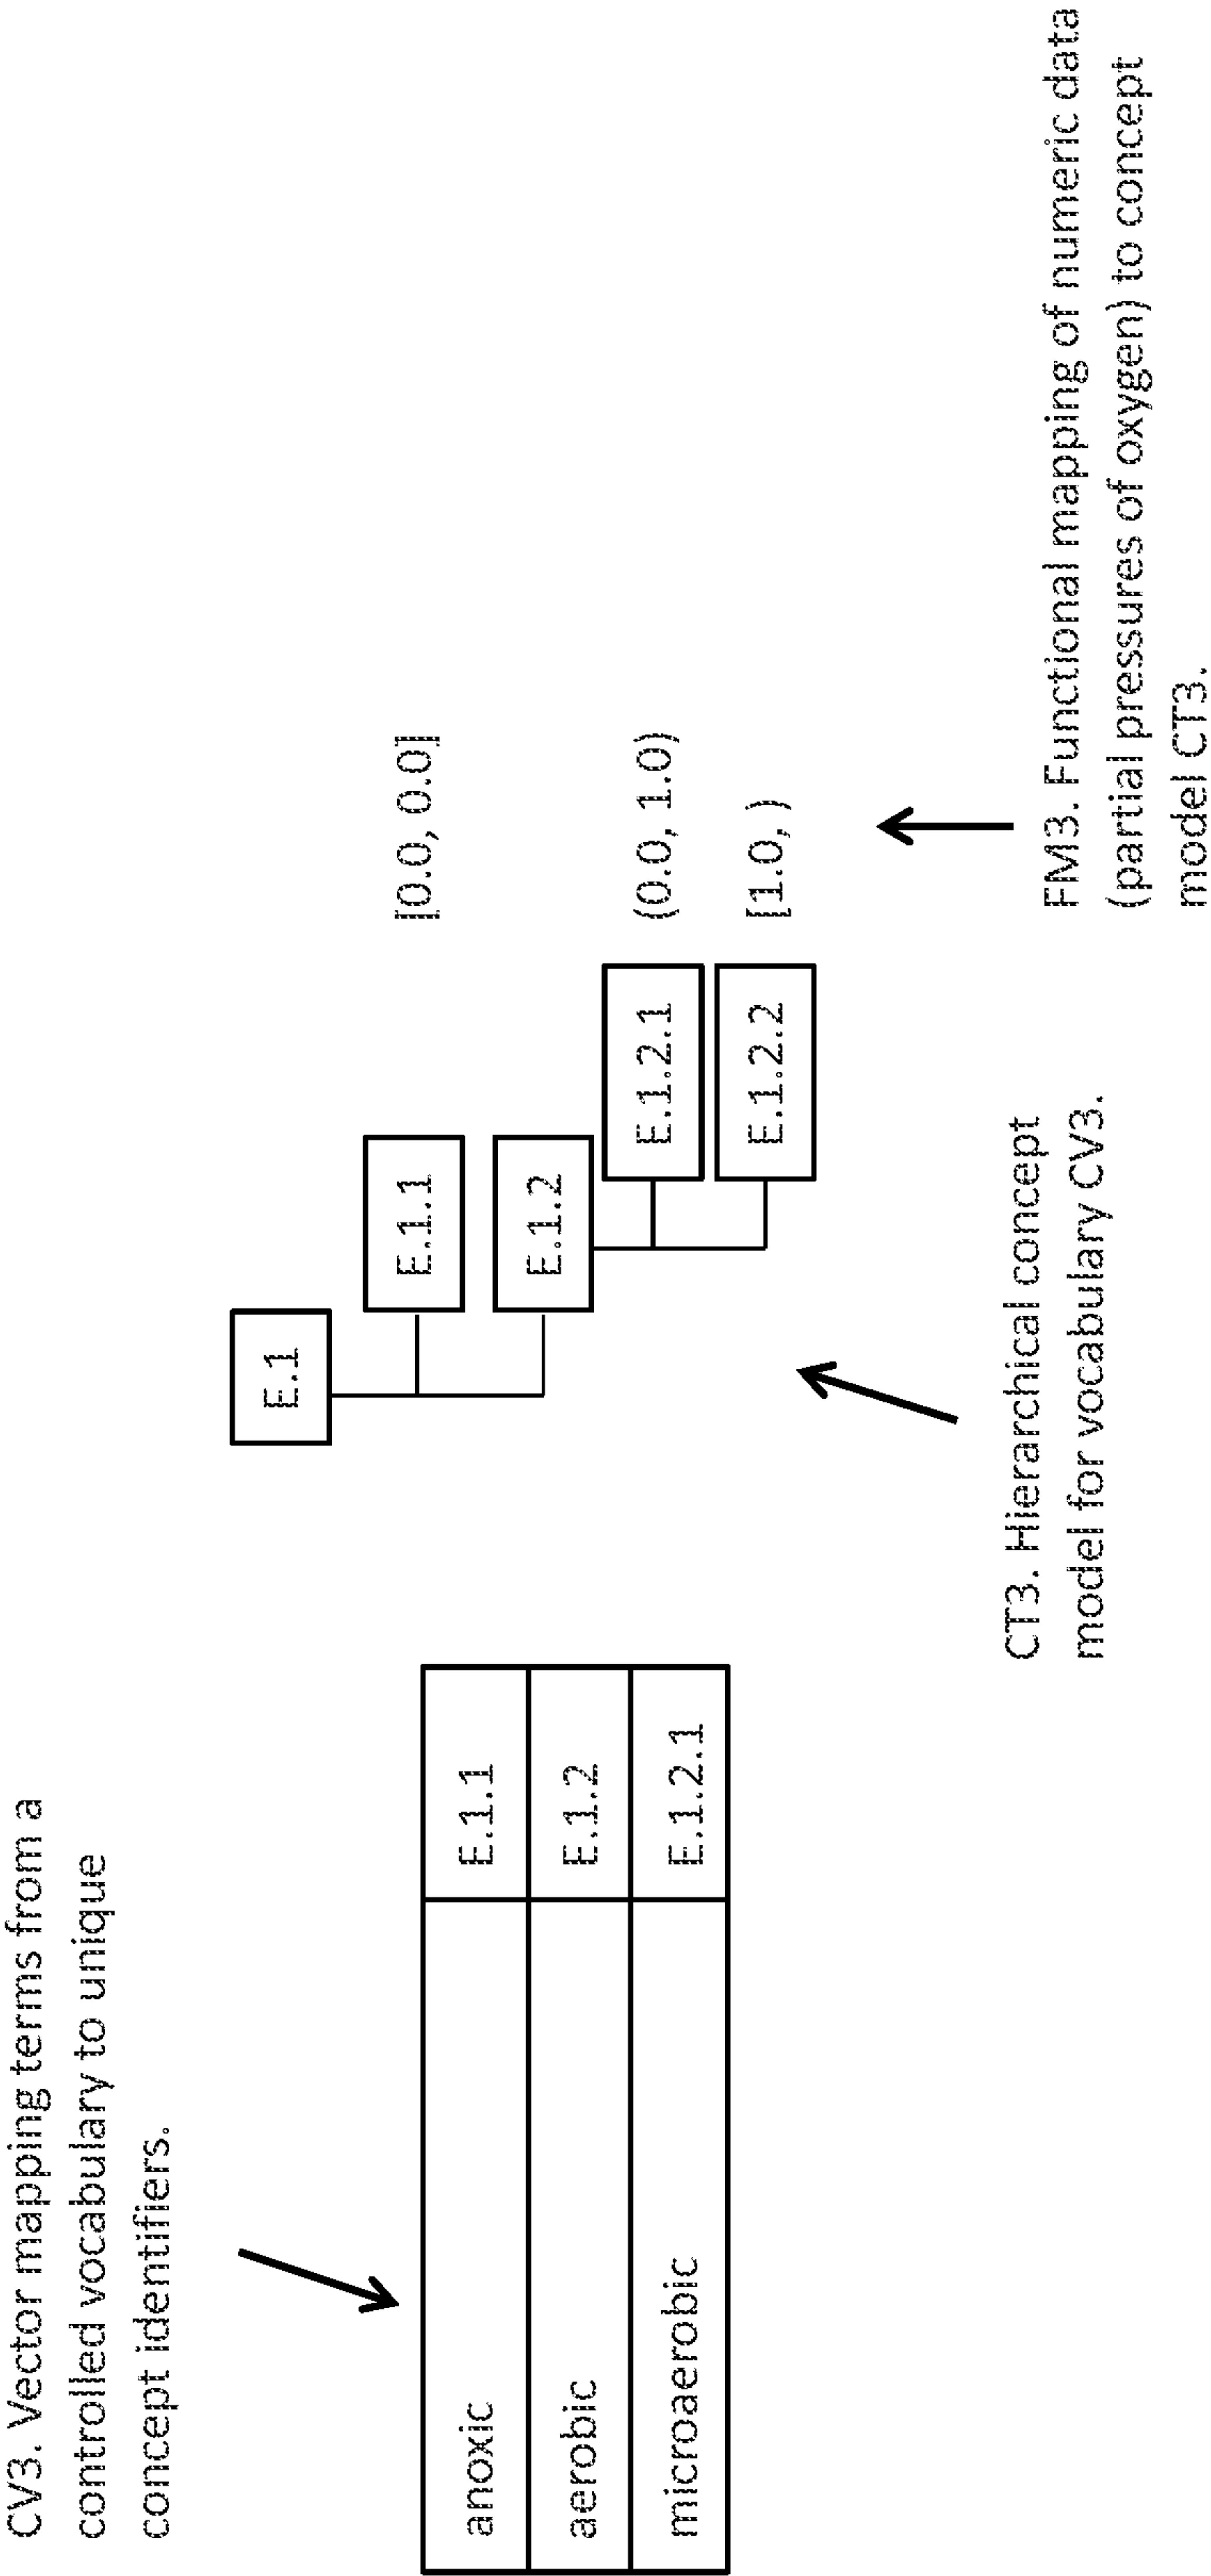 CV3. Vector mapping terms from a
controlled vocabulary to unique
concept identifiers.
anoxic E.1.1
aerobic E.1.2
microaerobic E.1.2.1
E.1
E.1.1
E.1.2
E.1.2.1
E.1.2.2
CT3. Hierarchical concept
model for vocabulary CV3.
[0.0, 0.0]
(0.0, 1.0)
[1.0, )
FM3. Functional mapping of numeric data
(partial pressures of oxygen) to concept
model CT3.